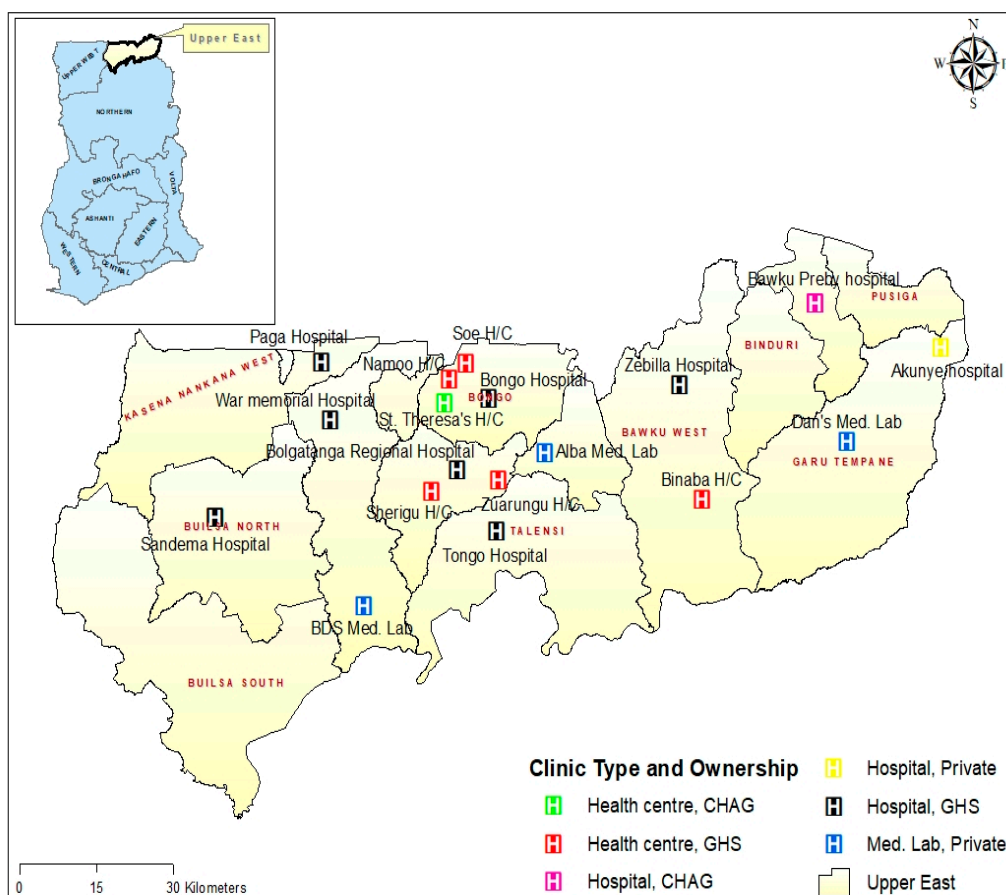 Upper East
UPPER WEST
NORTHERN
BRONGAHAFO
VOLTA
ASHANTI
EASTERN
WESTERN
CENTRAL
N
W
E
S
Bawku Preby hospital
PUSIGA
Paga Hospital
Soe H/C
BINDURI
KASENA NANKANA WEST
Namoo H/C
Zebilla Hospital
Bongo Hospital
Akunye hospital
War memorial Hospital
BONGO
St. Theresa's H/C
Dan's Med. Lab
BAWKU WEST
Bolgatanga Regional Hospital
Alba Med. Lab
GARU TEMPANE
Binaba H/C
Sherigu H/C
Zuarungu H/C
BUILSA NORTH
TALENSI
Sandema Hospital
Tongo Hospital
BDS Med. Lab
BUILSA SOUTH
Clinic Type and Ownership
Health centre, CHAG
Health centre, GHS
Hospital, CHAG
Hospital, Private
Hospital, GHS
Med. Lab, Private
Upper East
0 15 30 Kilometers